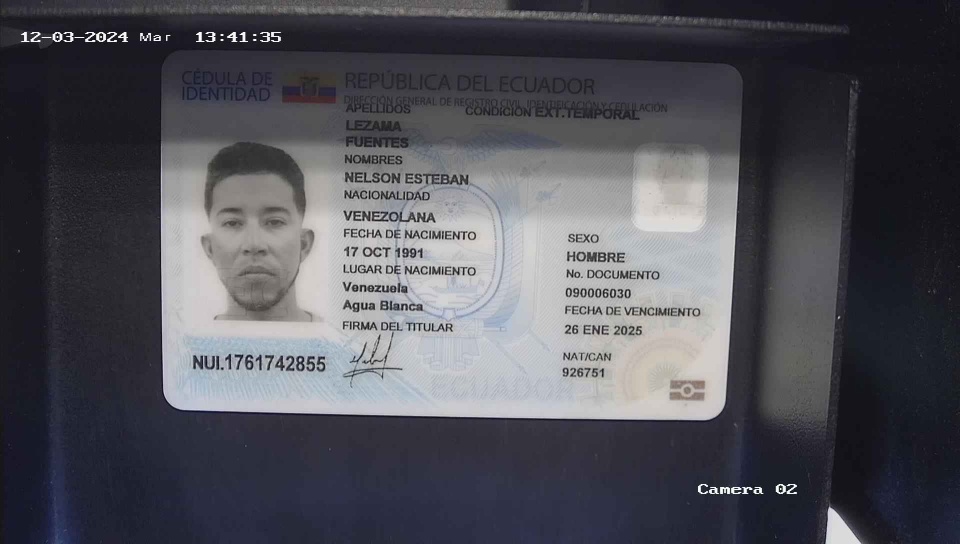 12-03-2024 Mar 13:41:35
CÉDULA DE IDENTIDAD
REPÚBLICA DEL ECUADOR
DIRECCIÓN GENERAL DE REGISTRO CIVIL, IDENTIFICACIÓN Y CEDULACIÓN
APELLIDOS
CONDICIÓN EXT.TEMPORAL
LEZAMA
FUENTES
NOMBRES
NELSON ESTEBAN
NACIONALIDAD
VENEZOLANA
FECHA DE NACIMIENTO
17 OCT 1991
LUGAR DE NACIMIENTO
Venezuela
Agua Blanca
FIRMA DEL TITULAR
SEXO
HOMBRE
No. DOCUMENTO
090006030
FECHA DE VENCIMIENTO
26 ENE 2025
NAT/CAN
926751
NUI.1761742855
ECUADOR
Camera 02